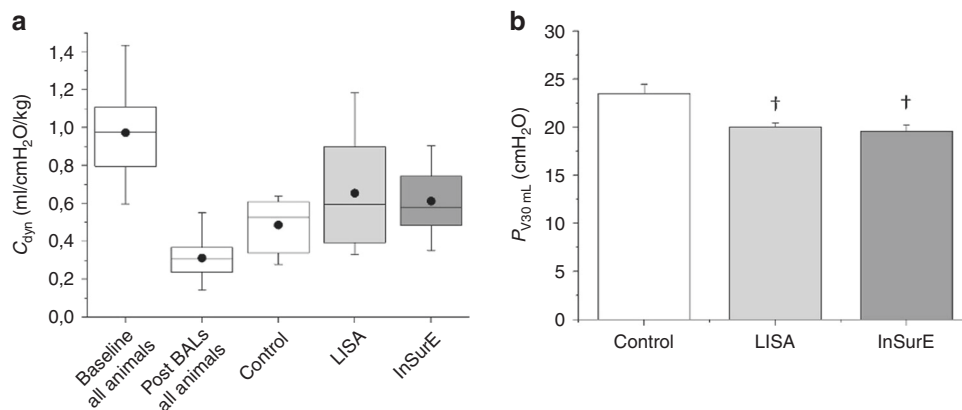 a
C_dyn (ml/cmH₂O/kg)
1,4
1,2
1,0
0,8
0,6
0,4
0,2
0,0
Baseline
all animals
Post BALs
all animals
Control
LISA
InSurE
b
P_V30 mL (cmH₂O)
30
25
20
15
10
5
0
†
†
Control
LISA
InSurE